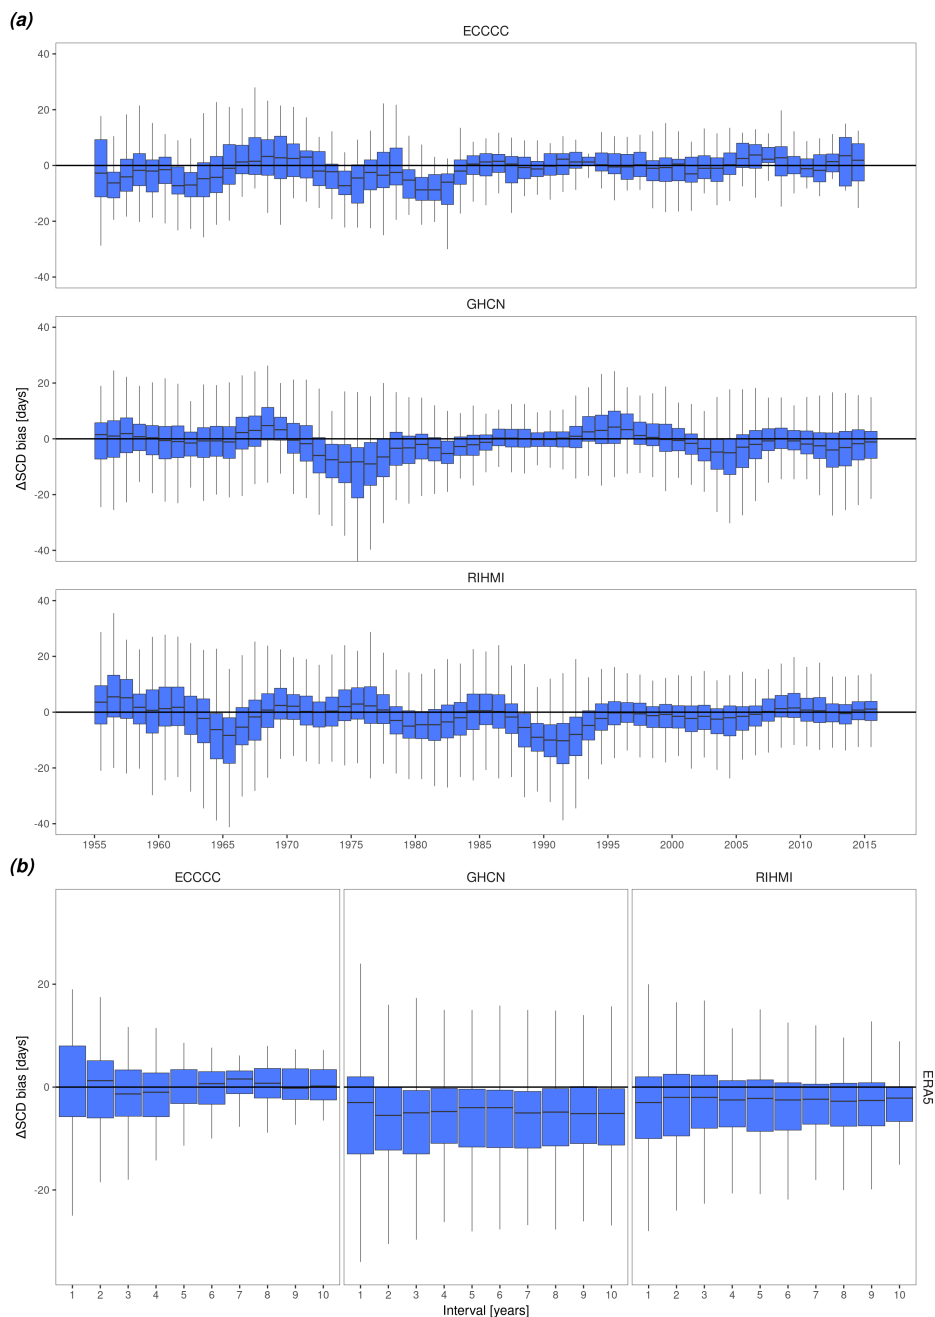 (a)
ECCCC
40
20
0
-20
-40
GHCN
40
20
0
-20
-40
ΔSCD bias [days]
RIHMI
40
20
0
-20
-40
1955 1960 1965 1970 1975 1980 1985 1990 1995 2000 2005 2010 2015
(b)
ECCCC GHCN RIHMI
20
0
-20
ΔSCD bias [days]
ERA5
1 2 3 4 5 6 7 8 9 10 1 2 3 4 5 6 7 8 9 10 1 2 3 4 5 6 7 8 9 10
Interval [years]